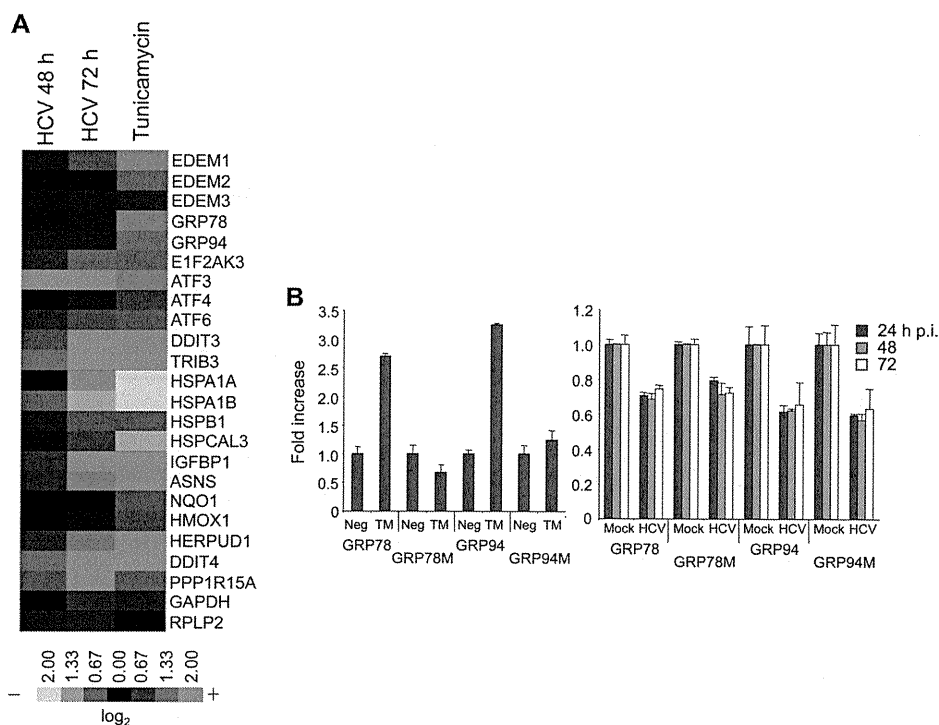 A
HCV 48 h
HCV 72 h
Tunicamycin
EDEM1
EDEM2
EDEM3
GRP78
GRP94
E1F2AK3
ATF3
ATF4
ATF6
DDIT3
TRIB3
HSPA1A
HSPA1B
HSPB1
HSPCAL3
IGFBP1
ASNS
NQO1
HMOX1
HERPUD1
DDIT4
PPP1R15A
GAPDH
RPLP2
2.00 1.33 0.67 0.00 0.67 1.33 2.00
− +
log2
B
Fold increase
3.5
3.0
2.5
2.0
1.5
1.0
0.5
0.0
Neg TM Neg TM Neg TM Neg TM
GRP78 GRP78M GRP94 GRP94M
1.2
1.0
0.8
0.6
0.4
0.2
0
Mock HCV Mock HCV Mock HCV Mock HCV
GRP78 GRP78M GRP94 GRP94M
24 h p.i.
48
72